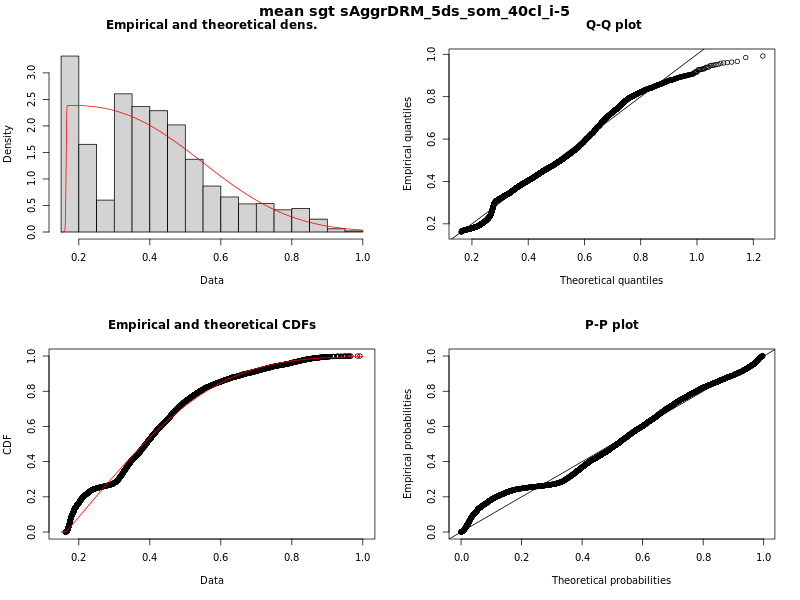 mean sgt sAggrDRM_5ds_som_40cl_i-5
Empirical and theoretical dens.
Density
0.0 0.5 1.0 1.5 2.0 2.5 3.0
0.2 0.4 0.6 0.8 1.0
Data
Q-Q plot
Empirical quantiles
0.2 0.4 0.6 0.8 1.0
0.2 0.4 0.6 0.8 1.0 1.2
Theoretical quantiles
Empirical and theoretical CDFs
CDF
0.0 0.2 0.4 0.6 0.8 1.0
0.2 0.4 0.6 0.8 1.0
Data
P-P plot
Empirical probabilities
0.0 0.2 0.4 0.6 0.8 1.0
0.0 0.2 0.4 0.6 0.8 1.0
Theoretical probabilities